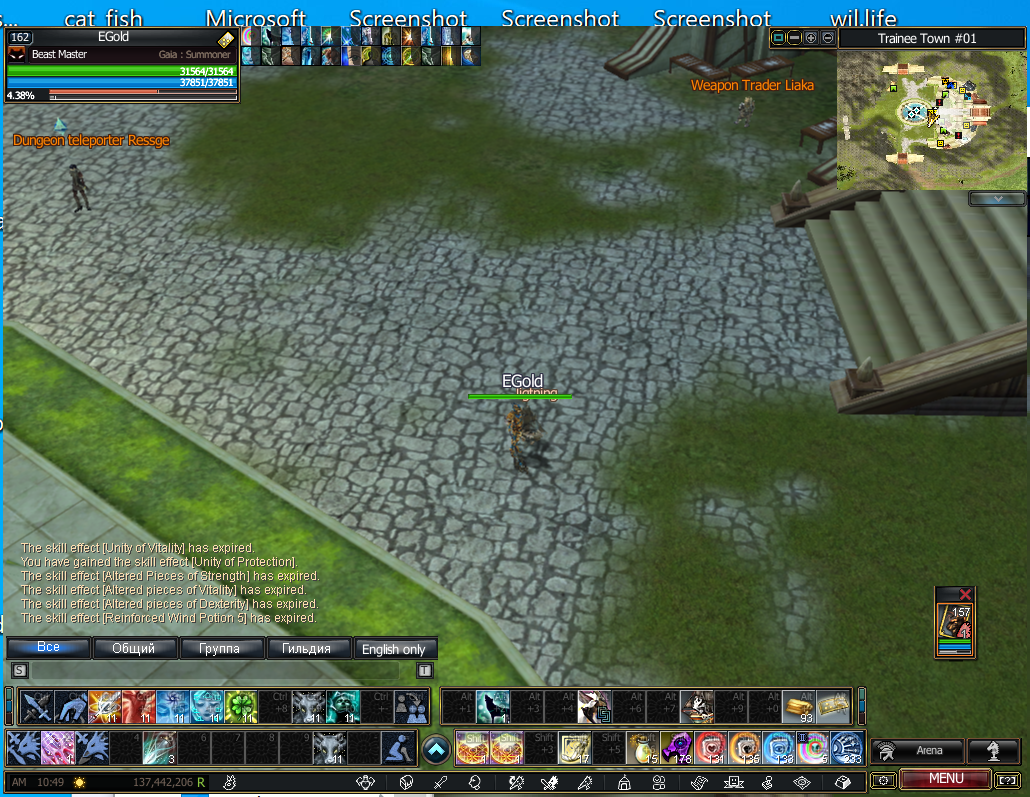 cat_fish Microsoft Screenshot Screenshot Screenshot wil.life
162 EGold
Beast Master Gaia : Summoner
31564/31564
37851/37851
4.38%
Trainee Town #01
Weapon Trader Liaka
Dungeon teleporter Ressge
EGold
ligtning
The skill effect [Unity of Vitality] has expired.
You have gained the skill effect [Unity of Protection].
The skill effect [Altered Pieces of Strength] has expired.
The skill effect [Altered pieces of Vitality] has expired.
The skill effect [Altered pieces of Dexterity] has expired.
The skill effect [Reinforced Wind Potion 5] has expired.
157
Все Общий Группа Гильдия English only
S T
Arena
AM 10:49 137,442,206 R
MENU
[?]